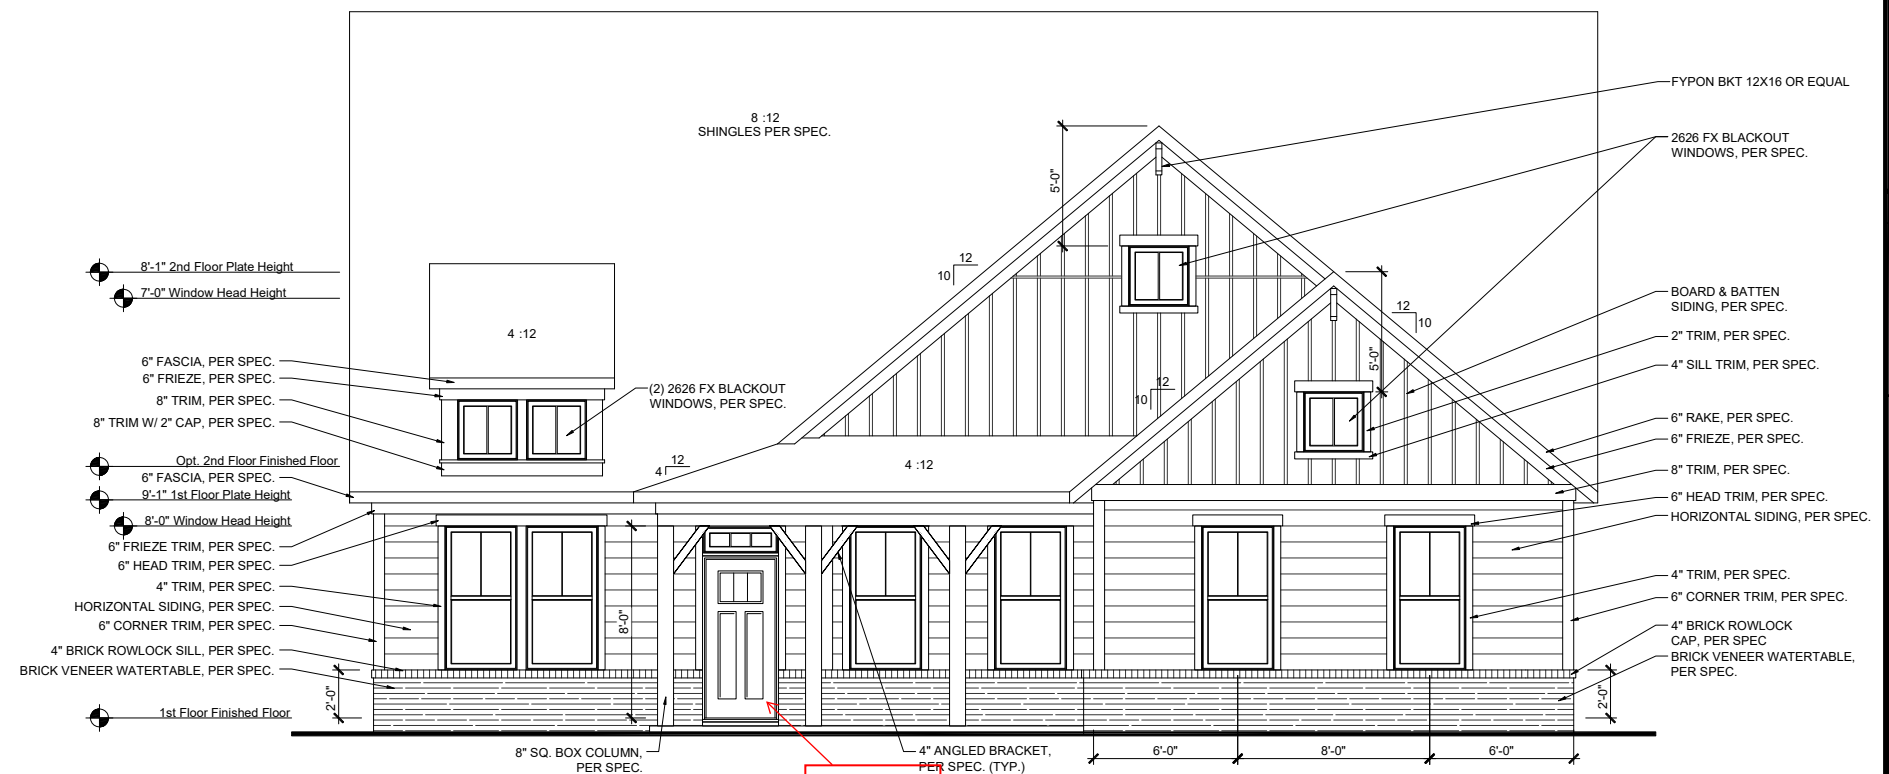 8 :12
SHINGLES PER SPEC.
FYPON BKT 12X16 OR EQUAL
2626 FX BLACKOUT
WINDOWS, PER SPEC.
5'-0"
12
10
8'-1" 2nd Floor Plate Height
7'-0" Window Head Height
4 :12
BOARD & BATTEN
SIDING, PER SPEC.
12
10
2" TRIM, PER SPEC.
4" SILL TRIM, PER SPEC.
5'-0"
6" FASCIA, PER SPEC.
6" FRIEZE, PER SPEC.
8" TRIM, PER SPEC.
8" TRIM W/ 2" CAP, PER SPEC.
(2) 2626 FX BLACKOUT
WINDOWS, PER SPEC.
12
10
6" RAKE, PER SPEC.
6" FRIEZE, PER SPEC.
Opt. 2nd Floor Finished Floor
6" FASCIA, PER SPEC.
9'-1" 1st Floor Plate Height
8'-0" Window Head Height
12
4
4 :12
8" TRIM, PER SPEC.
6" HEAD TRIM, PER SPEC.
HORIZONTAL SIDING, PER SPEC.
6" FRIEZE TRIM, PER SPEC.
6" HEAD TRIM, PER SPEC.
4" TRIM, PER SPEC.
HORIZONTAL SIDING, PER SPEC.
6" CORNER TRIM, PER SPEC.
4" BRICK ROWLOCK SILL, PER SPEC.
BRICK VENEER WATERTABLE, PER SPEC.
8'-0"
4" TRIM, PER SPEC.
6" CORNER TRIM, PER SPEC.
4" BRICK ROWLOCK
CAP, PER SPEC
BRICK VENEER WATERTABLE,
PER SPEC.
2'-0"
2'-0"
1st Floor Finished Floor
8" SQ. BOX COLUMN,
PER SPEC.
4" ANGLED BRACKET,
PER SPEC. (TYP.)
6'-0"
8'-0"
6'-0"